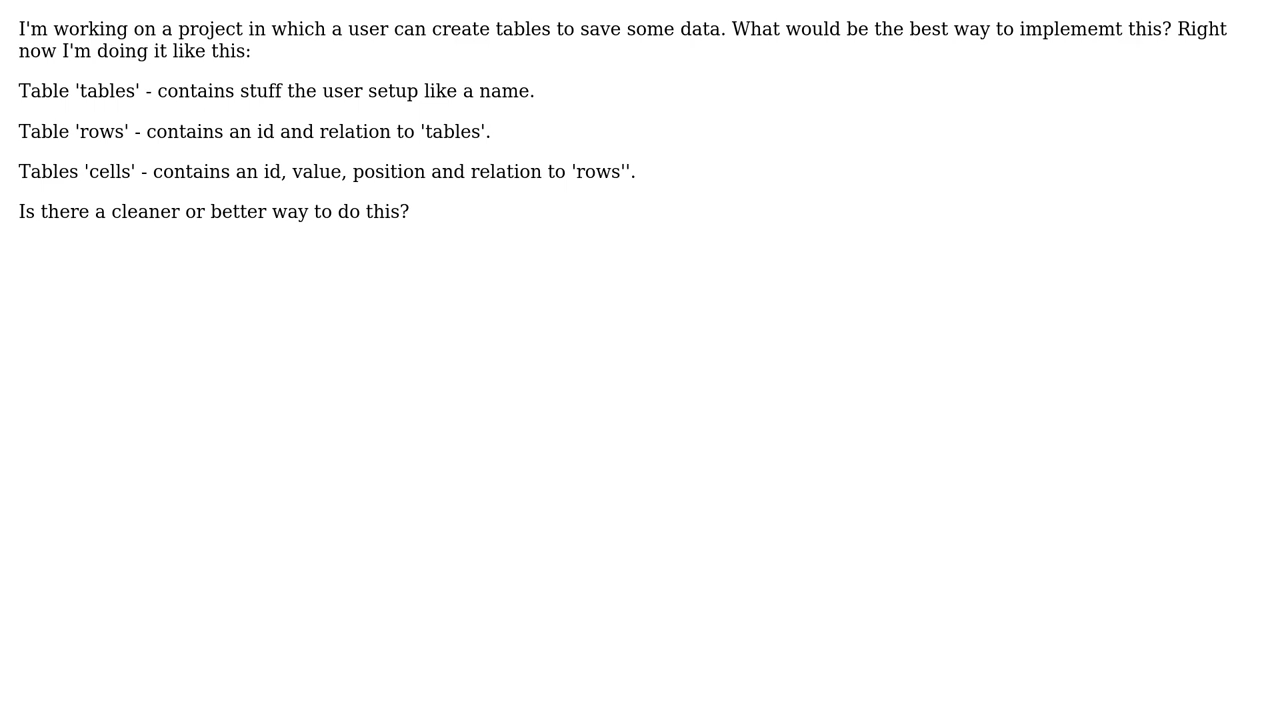 I'm working on a project in which a user can create tables to save some data. What would be the best way to implememt this? Right
now I'm doing it like this:
Table 'tables' - contains stuff the user setup like a name.
Table 'rows' - contains an id and relation to 'tables'.
Tables 'cells' - contains an id, value, position and relation to 'rows''.
Is there a cleaner or better way to do this?